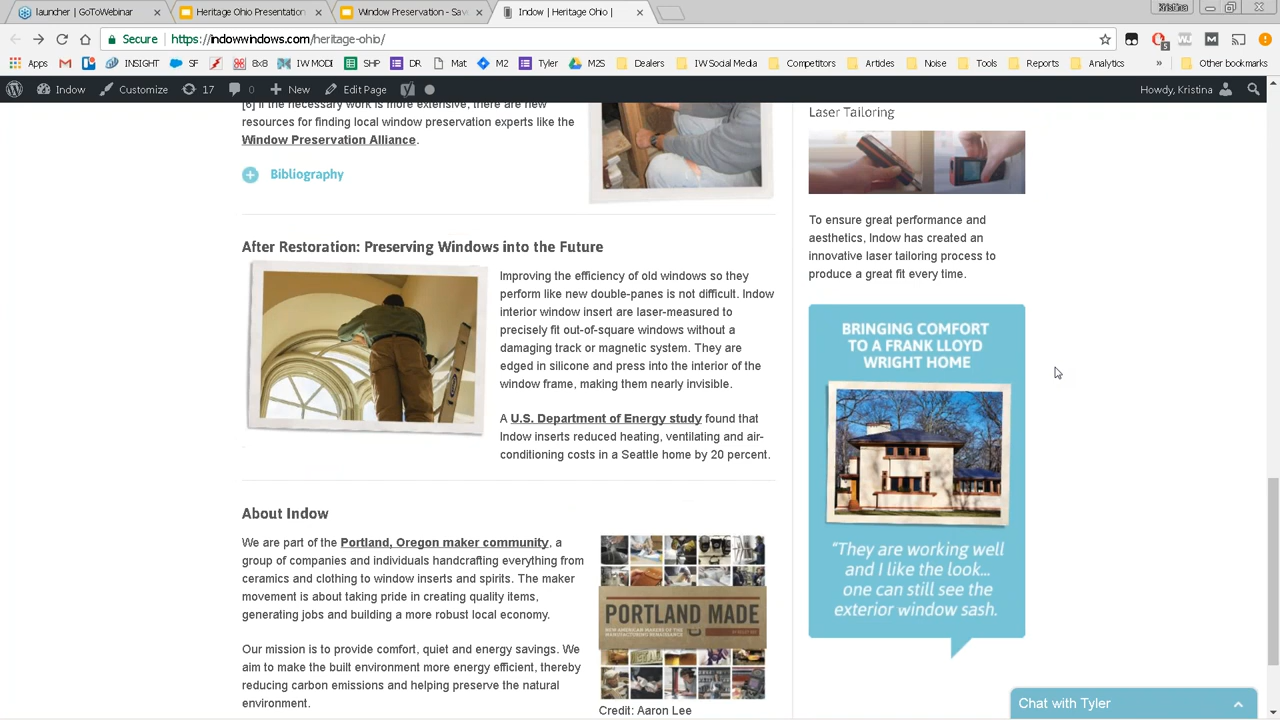 launcher | GoToWebinar
Heritage Ohio Presentation
Window Preservation - Sav
Indow | Heritage Ohio |
Kristina
Secure
https://indowwindows.com/heritage-ohio/
5
Apps
INSIGHT
SF
BxB
IW MODI
SHP
DR
Mat
M2
Tyler
MZS
Dealers
IW Social Media
Competitors
Articles
Noise
Tools
Reports
Analytics
»
Other bookmarks
Indow
Customize
17
0
New
Edit Page
Howdy, Kristina
[6] If the necessary work is more extensive, there are new
resources for finding local window preservation experts like the
Window Preservation Alliance.
Bibliography
After Restoration: Preserving Windows into the Future
Improving the efficiency of old windows so they
perform like new double-panes is not difficult. Indow
interior window insert are laser-measured to
precisely fit out-of-square windows without a
damaging track or magnetic system. They are
edged in silicone and press into the interior of the
window frame, making them nearly invisible.
A U.S. Department of Energy study found that
Indow inserts reduced heating, ventilating and air-
conditioning costs in a Seattle home by 20 percent.
About Indow
We are part of the Portland, Oregon maker community, a
group of companies and individuals handcrafting everything from
ceramics and clothing to window inserts and spirits. The maker
movement is about taking pride in creating quality items,
generating jobs and building a more robust local economy.
Our mission is to provide comfort, quiet and energy savings. We
aim to make the built environment more energy efficient, thereby
reducing carbon emissions and helping preserve the natural
environment.
PORTLAND MADE
Credit: Aaron Lee
Laser Tailoring
To ensure great performance and
aesthetics, Indow has created an
innovative laser tailoring process to
produce a great fit every time.
BRINGING COMFORT
TO A FRANK LLOYD
WRIGHT HOME
“They are working well
and I like the look...
one can still see the
exterior window sash.
Chat with Tyler